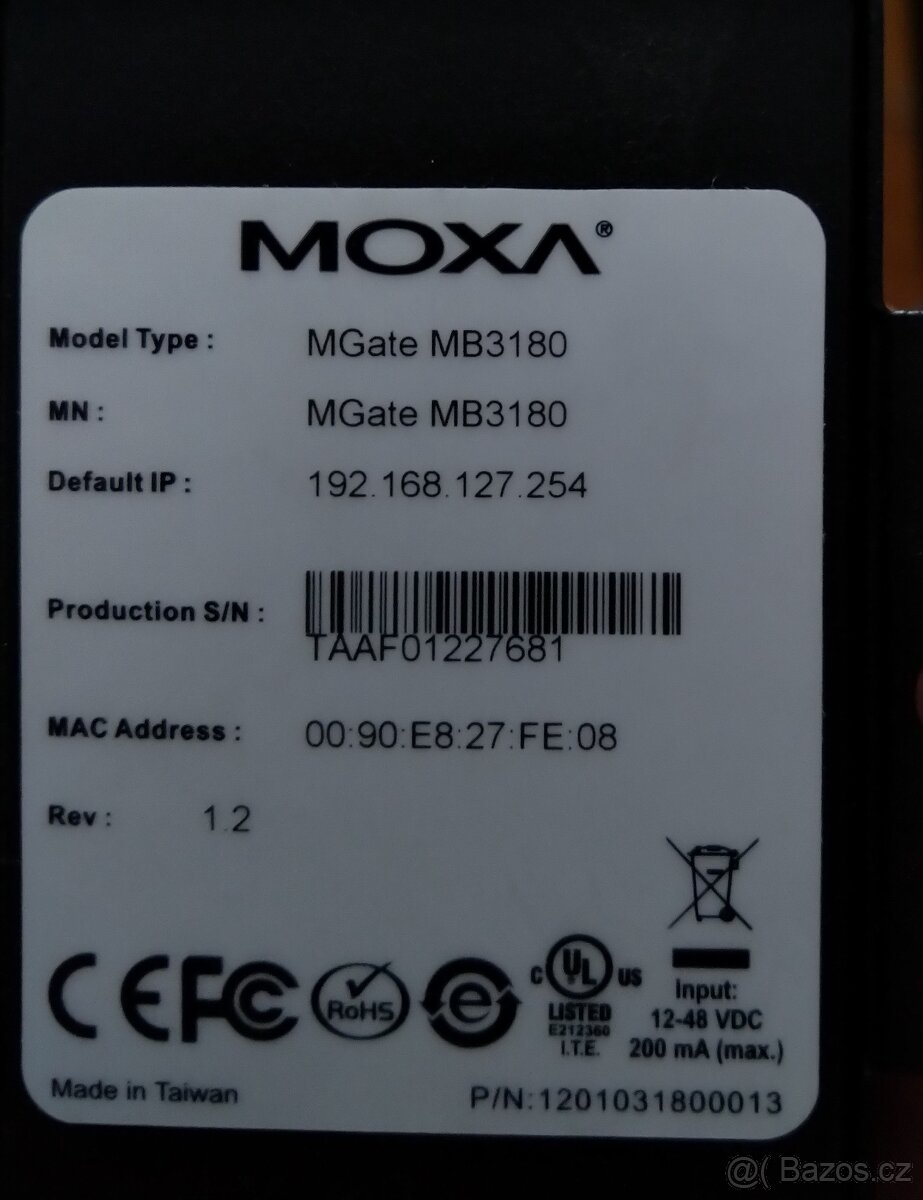 MOXA®
Model Type : MGate MB3180
MN : MGate MB3180
Default IP : 192.168.127.254
Production S/N : TAAF01227681
MAC Address : 00:90:E8:27:FE:08
Rev : 1.2
CE FC RoHS e C UL US
LISTED
E212360
I.T.E.
Input:
12-48 VDC
200 mA (max.)
Made in Taiwan
P/N:1201031800013
@( Bazos.cz